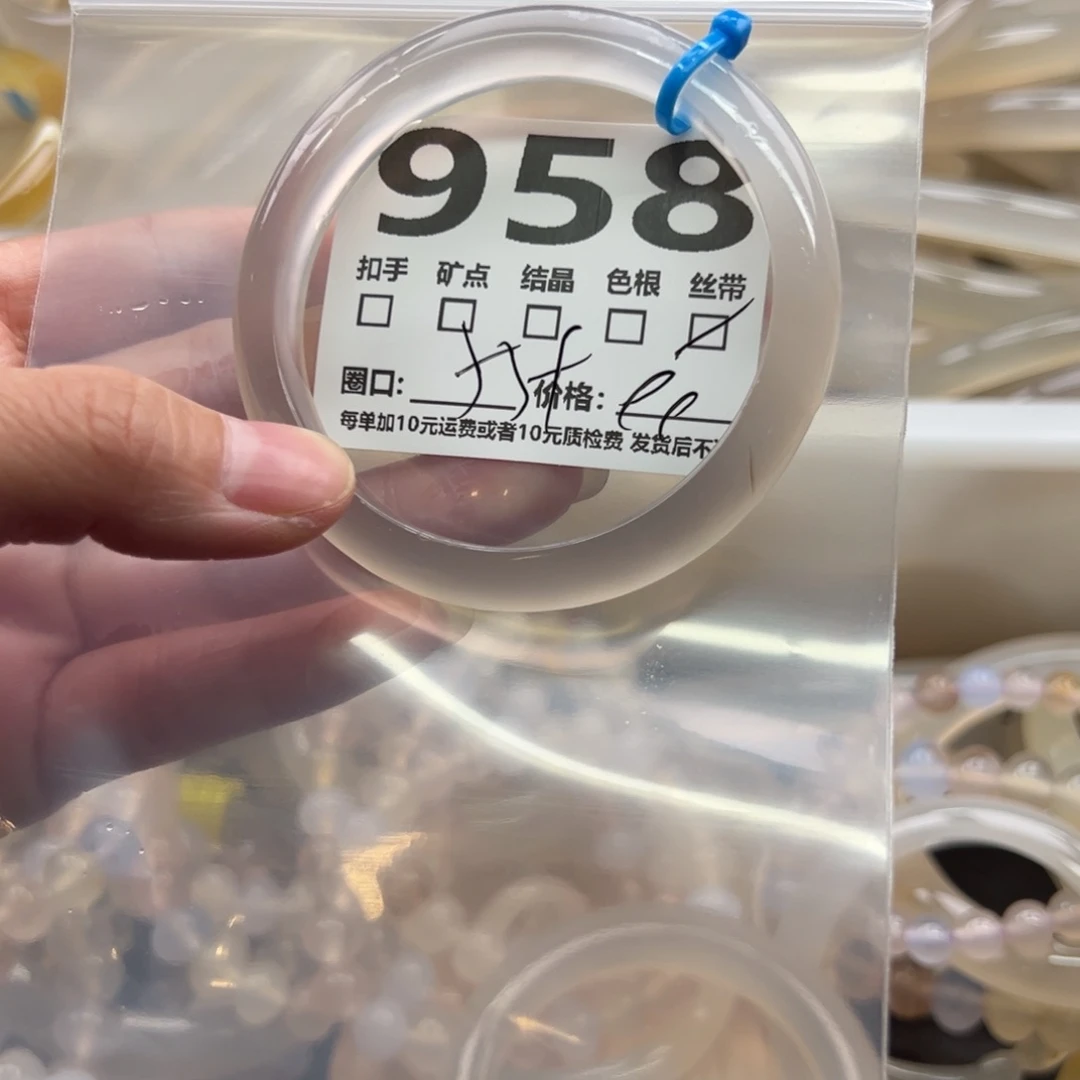 958
扣手 矿点 结晶 色根 丝带
圈口: 价格:
每单加10元运费或者10元质检费 发货后不